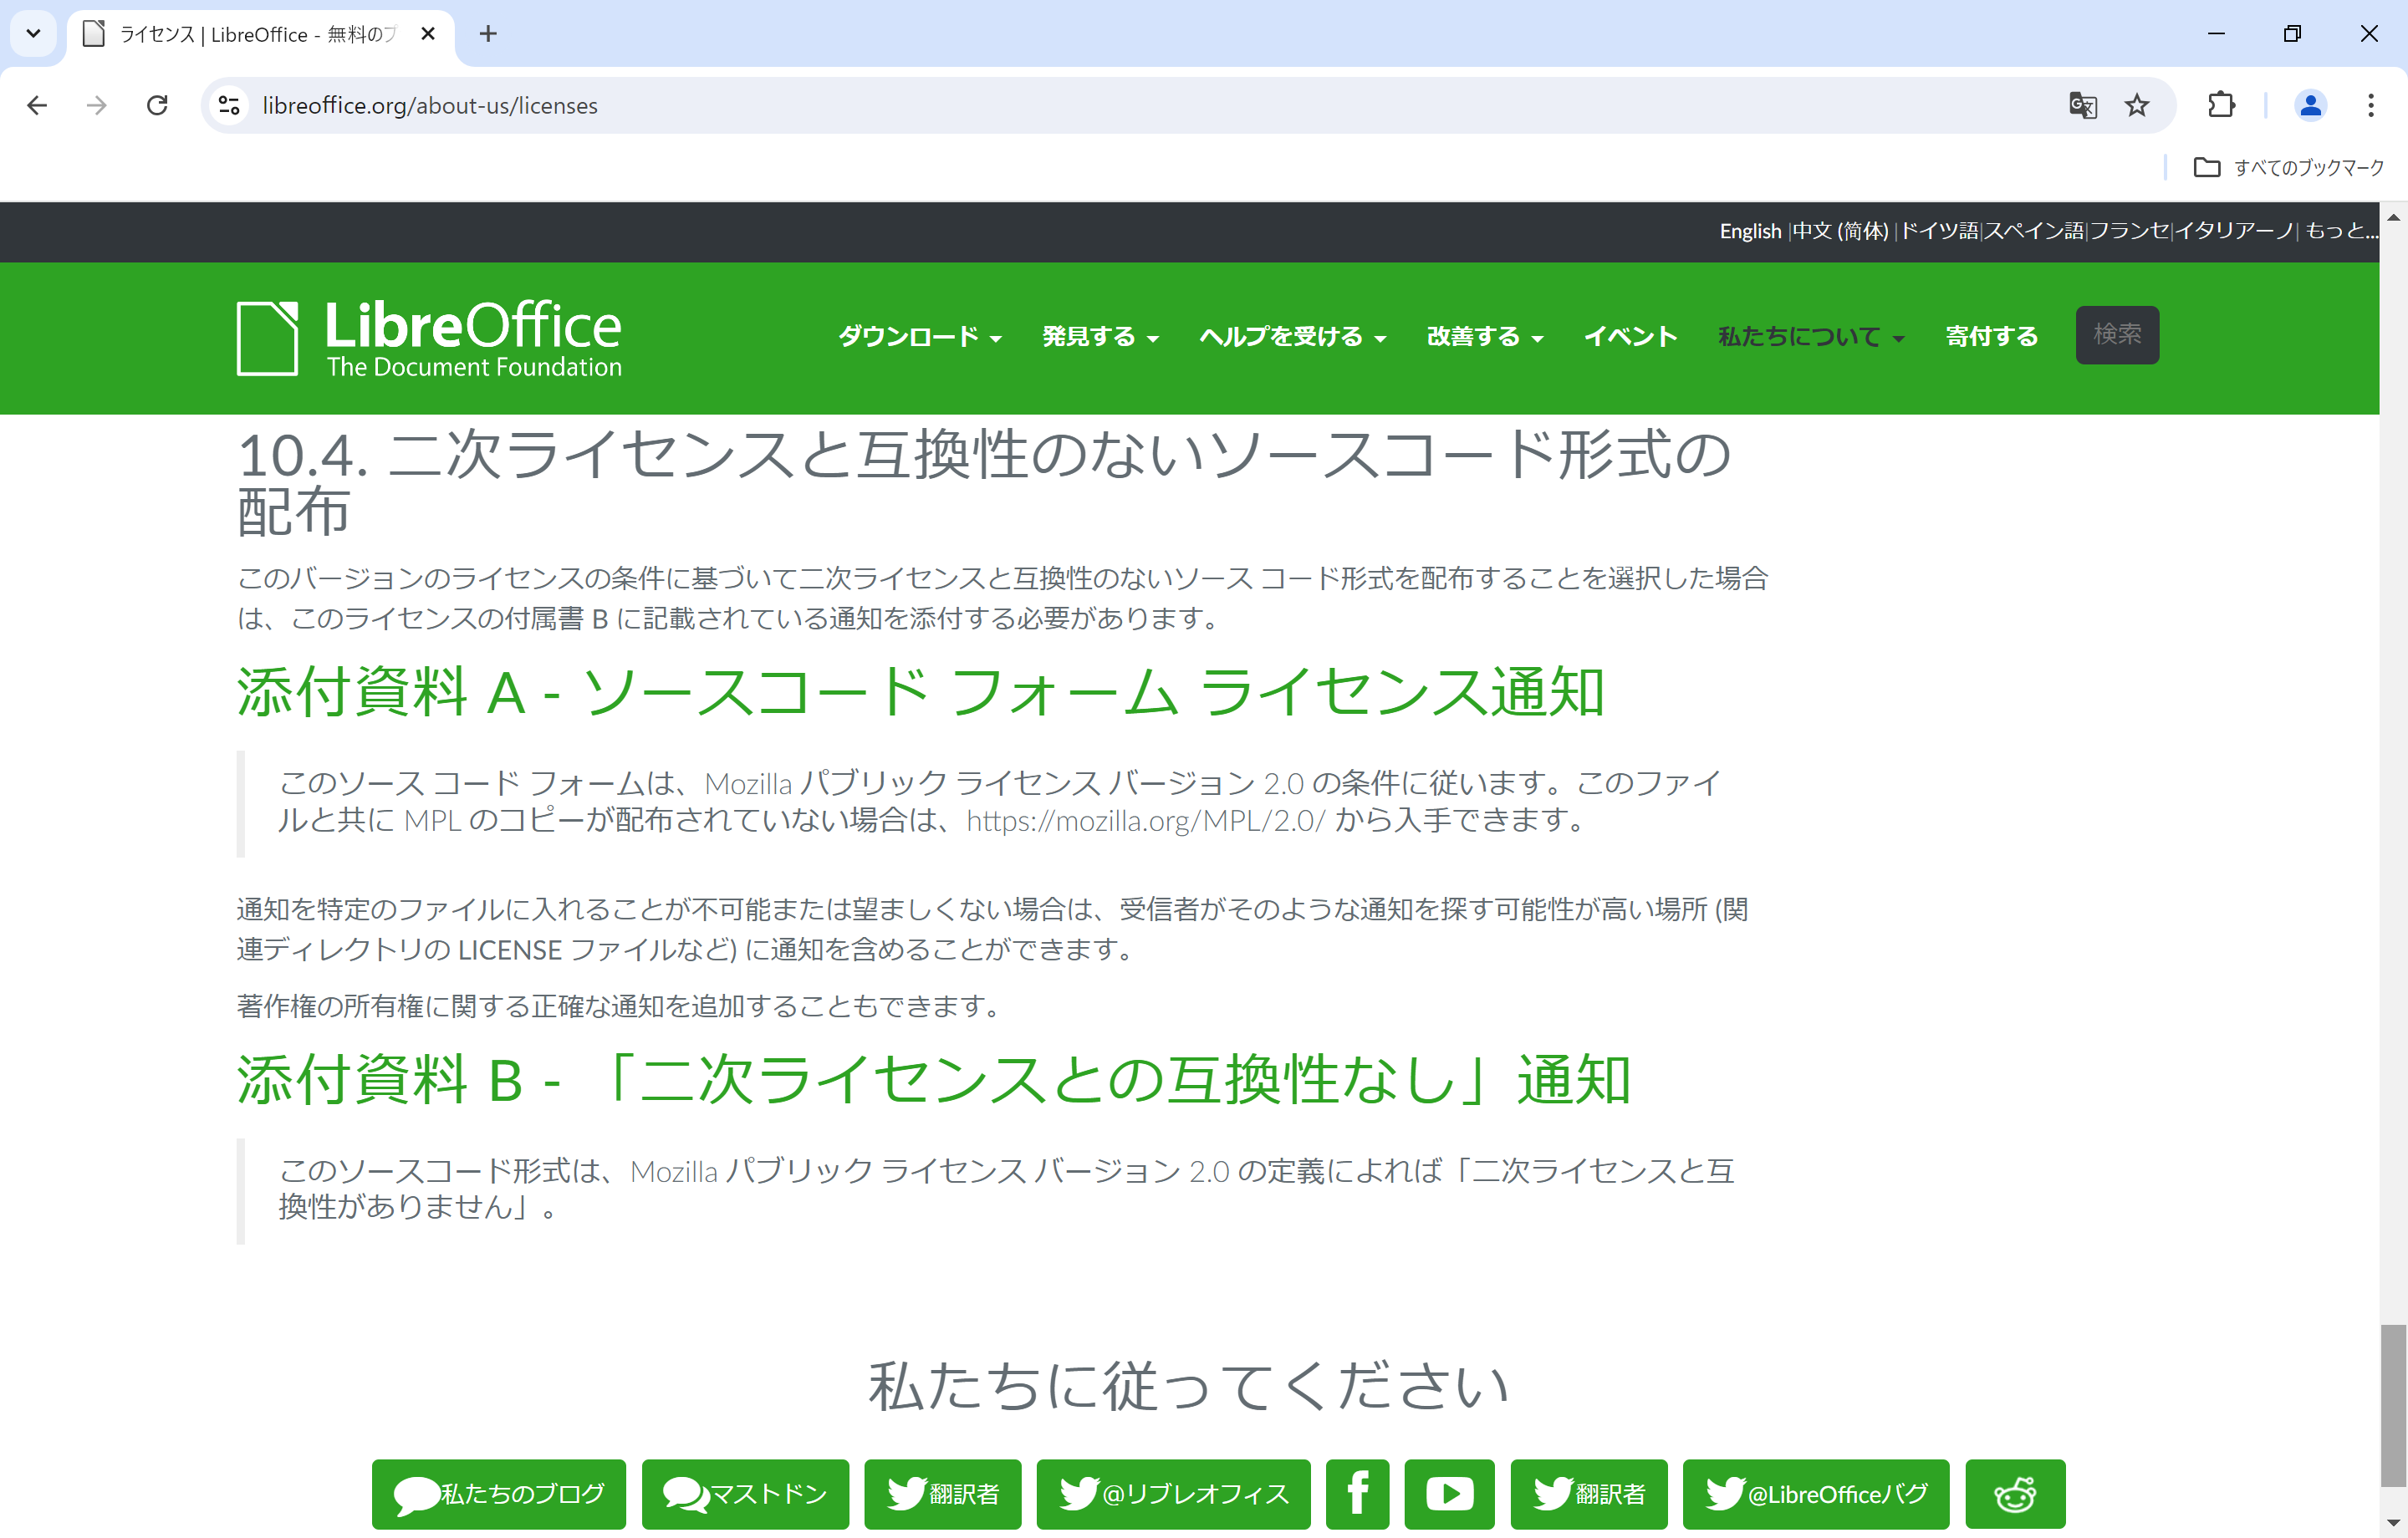 ライセンス | LibreOffice - 無料のプ
libreoffice.org/about-us/licenses
すべてのブックマーク
English |中文 (简体) |ドイツ語|スペイン語|フランセ|イタリアーノ| もっと...
LibreOffice
The Document Foundation
ダウンロード 発見する ヘルプを受ける 改善する イベント 私たちについて 寄付する 検索
10.4. 二次ライセンスと互換性のないソースコード形式の
配布
このバージョンのライセンスの条件に基づいて二次ライセンスと互換性のないソース コード形式を配布することを選択した場合
は、このライセンスの付属書 B に記載されている通知を添付する必要があります。
添付資料 A - ソースコード フォーム ライセンス通知
このソース コード フォームは、Mozilla パブリック ライセンス バージョン 2.0 の条件に従います。このファイ
ルと共に MPL のコピーが配布されていない場合は、https://mozilla.org/MPL/2.0/ から入手できます。
通知を特定のファイルに入れることが不可能または望ましくない場合は、受信者がそのような通知を探す可能性が高い場所 (関
連ディレクトリの LICENSE ファイルなど) に通知を含めることができます。
著作権の所有権に関する正確な通知を追加することもできます。
添付資料 B - 「二次ライセンスとの互換性なし」通知
このソースコード形式は、Mozilla パブリック ライセンス バージョン 2.0 の定義によれば「二次ライセンスと互
換性がありません」。
私たちに従ってください
私たちのブログ マストドン 翻訳者 @リブレオフィス 翻訳者 @LibreOfficeバグ